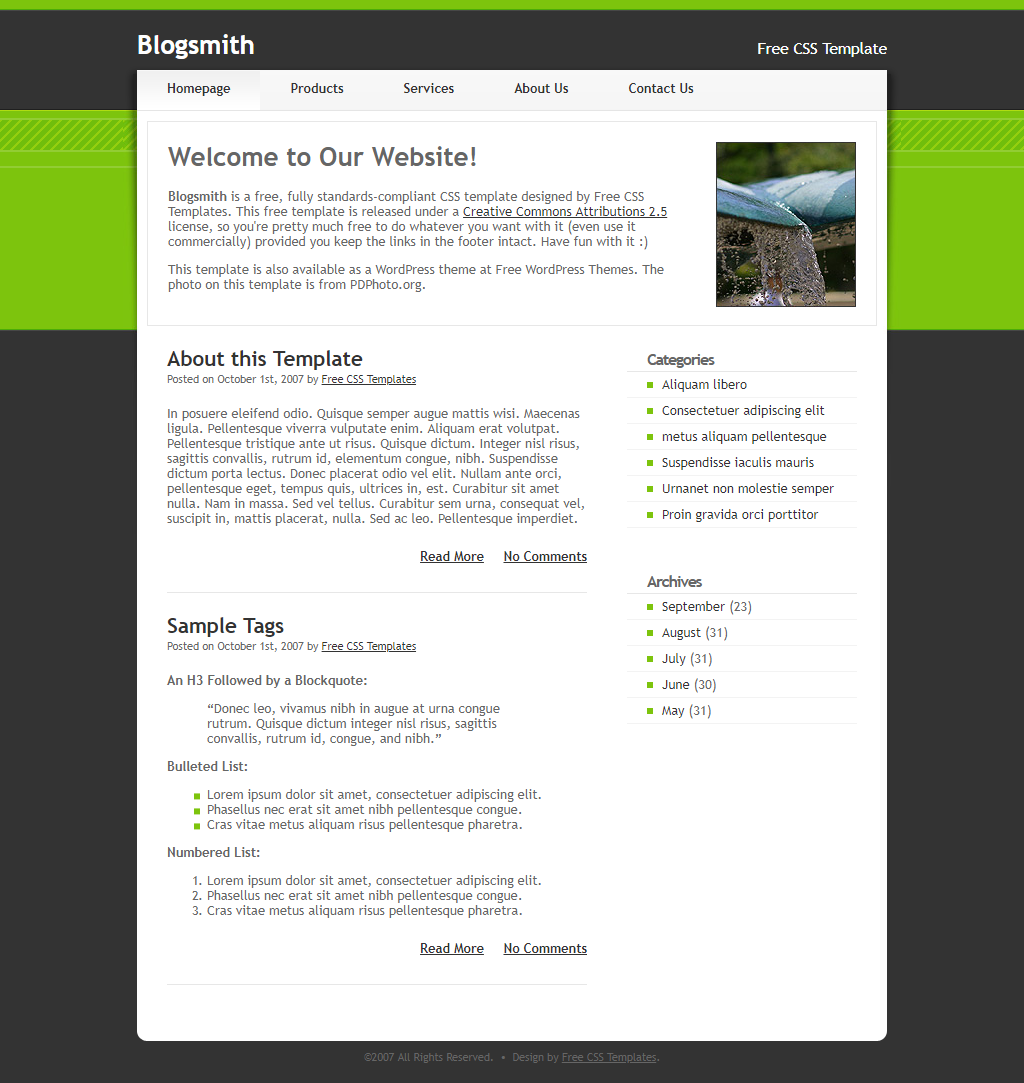 Blogsmith
Free CSS Template
Homepage
Products
Services
About Us
Contact Us
Welcome to Our Website!
Blogsmith is a free, fully standards-compliant CSS template designed by Free CSS
Templates. This free template is released under a Creative Commons Attributions 2.5
license, so you're pretty much free to do whatever you want with it (even use it
commercially) provided you keep the links in the footer intact. Have fun with it :)
This template is also available as a WordPress theme at Free WordPress Themes. The
photo on this template is from PDPhoto.org.
About this Template
Posted on October 1st, 2007 by Free CSS Templates
In posuere eleifend odio. Quisque semper augue mattis wisi. Maecenas
ligula. Pellentesque viverra vulputate enim. Aliquam erat volutpat.
Pellentesque tristique ante ut risus. Quisque dictum. Integer nisl risus,
sagittis convallis, rutrum id, elementum congue, nibh. Suspendisse
dictum porta lectus. Donec placerat odio vel elit. Nullam ante orci,
pellentesque eget, tempus quis, ultrices in, est. Curabitur sit amet
nulla. Nam in massa. Sed vel tellus. Curabitur sem urna, consequat vel,
suscipit in, mattis placerat, nulla. Sed ac leo. Pellentesque imperdiet.
Read More
No Comments
Sample Tags
Posted on October 1st, 2007 by Free CSS Templates
An H3 Followed by a Blockquote:
“Donec leo, vivamus nibh in augue at urna congue
rutrum. Quisque dictum integer nisl risus, sagittis
convallis, rutrum id, congue, and nibh.”
Bulleted List:
Lorem ipsum dolor sit amet, consectetuer adipiscing elit.
Phasellus nec erat sit amet nibh pellentesque congue.
Cras vitae metus aliquam risus pellentesque pharetra.
Numbered List:
1. Lorem ipsum dolor sit amet, consectetuer adipiscing elit.
2. Phasellus nec erat sit amet nibh pellentesque congue.
3. Cras vitae metus aliquam risus pellentesque pharetra.
Read More
No Comments
Categories
Aliquam libero
Consectetuer adipiscing elit
metus aliquam pellentesque
Suspendisse iaculis mauris
Urnanet non molestie semper
Proin gravida orci porttitor
Archives
September (23)
August (31)
July (31)
June (30)
May (31)
©2007 All Rights Reserved. • Design by Free CSS Templates.